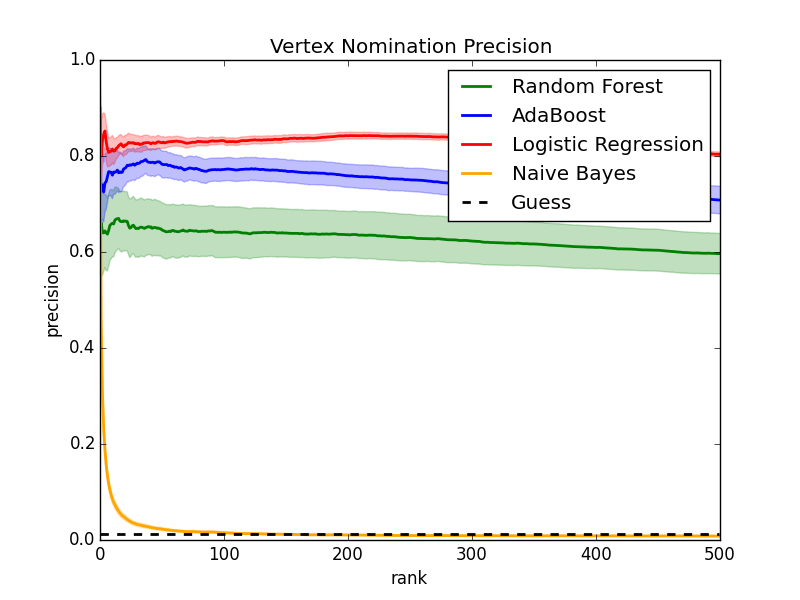 Vertex Nomination Precision
1.0
0.8
0.6
0.4
0.2
0.0
precision
Random Forest
AdaBoost
Logistic Regression
Naive Bayes
Guess
0 100 200 300 400 500
rank